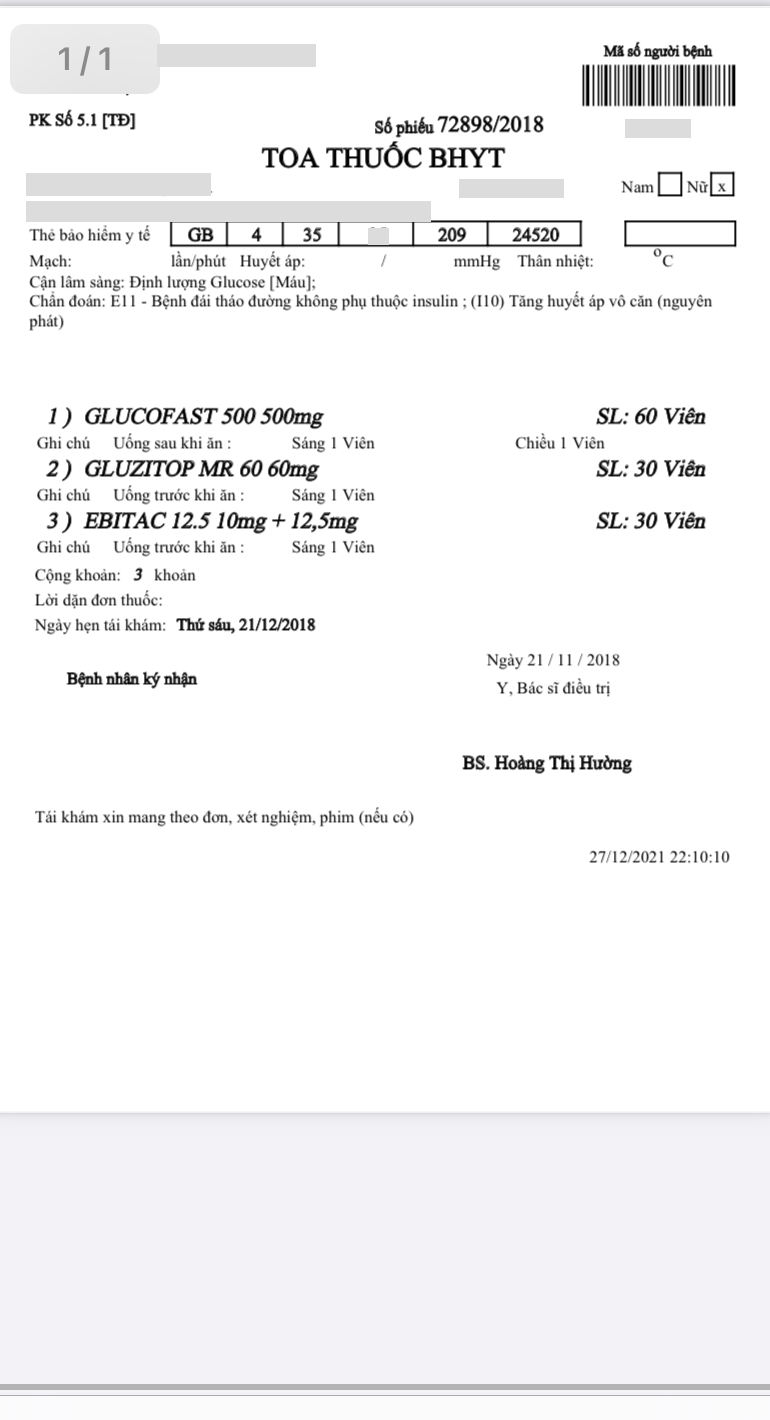 1/1
Mã số người bệnh
PK Số 5.1 [TĐ]
Số phiếu 72898/2018
TOA THUỐC BHYT
Nam Nữ x
Thẻ bảo hiểm y tế GB 4 35 209 24520
Mạch: lần/phút Huyết áp: / mmHg Thân nhiệt: °C
Cận lâm sàng: Định lượng Glucose [Máu];
Chẩn đoán: E11 - Bệnh đái tháo đường không phụ thuộc insulin ; (I10) Tăng huyết áp vô căn (nguyên
phát)
1 ) GLUCOFAST 500 500mg SL: 60 Viên
Ghi chú Uống sau khi ăn : Sáng 1 Viên Chiều 1 Viên
2 ) GLUZITOP MR 60 60mg SL: 30 Viên
Ghi chú Uống trước khi ăn : Sáng 1 Viên
3 ) EBITAC 12.5 10mg + 12,5mg SL: 30 Viên
Ghi chú Uống trước khi ăn : Sáng 1 Viên
Cộng khoản: 3 khoản
Lời dặn đơn thuốc:
Ngày hẹn tái khám: Thứ sáu, 21/12/2018
Ngày 21 / 11 / 2018
Bệnh nhân ký nhận
Y, Bác sĩ điều trị
BS. Hoàng Thị Hường
Tái khám xin mang theo đơn, xét nghiệm, phim (nếu có)
27/12/2021 22:10:10